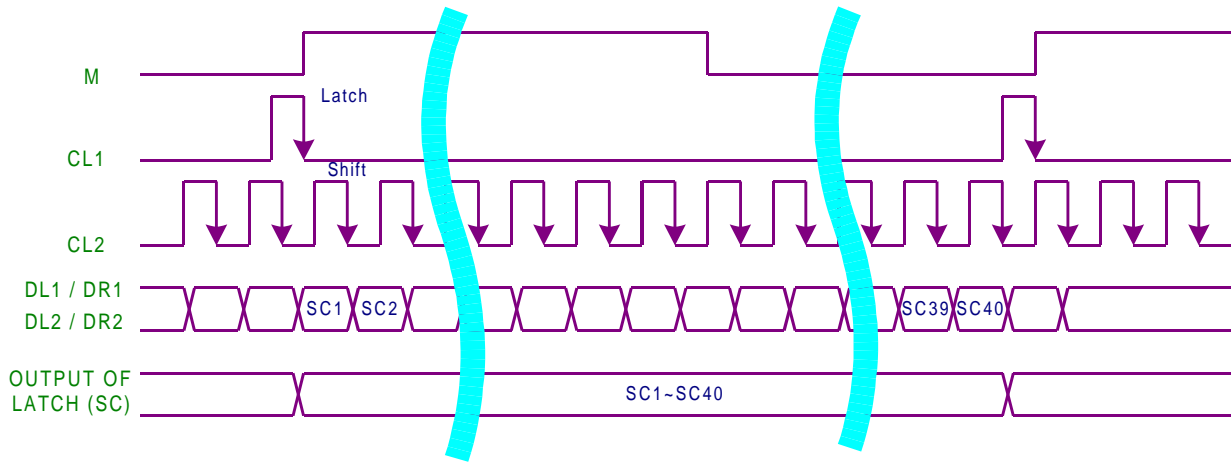 M
Latch
CL1
Shift
CL2
DL1 / DR1
SC1 SC2 SC39 SC40
DL2 / DR2
OUTPUT OF
LATCH (SC)
SC1~SC40